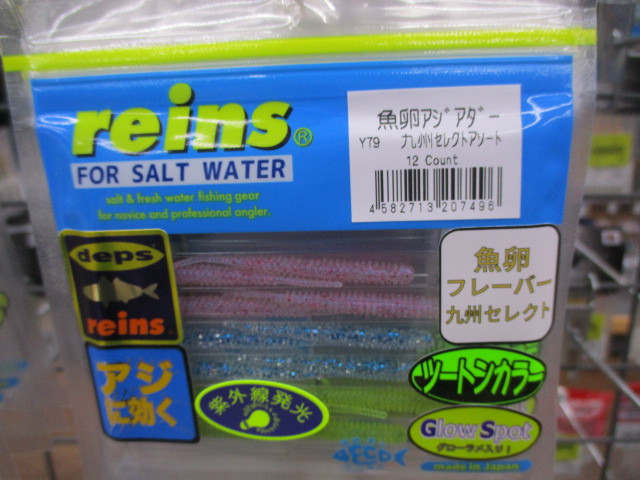 reins®
FOR SALT WATER
salt & fresh water fishing gear
for novice and professional angler.
魚卵アジアダー
Y79 九州セレクトアソート
12 Count
4 582713 207496
deps
reins
魚卵
フレーバー
九州セレクト
アジ
に効く
紫外線発光
ツートンカラー
Glow Spot
グローラメ入り!
made in Japan
ECO